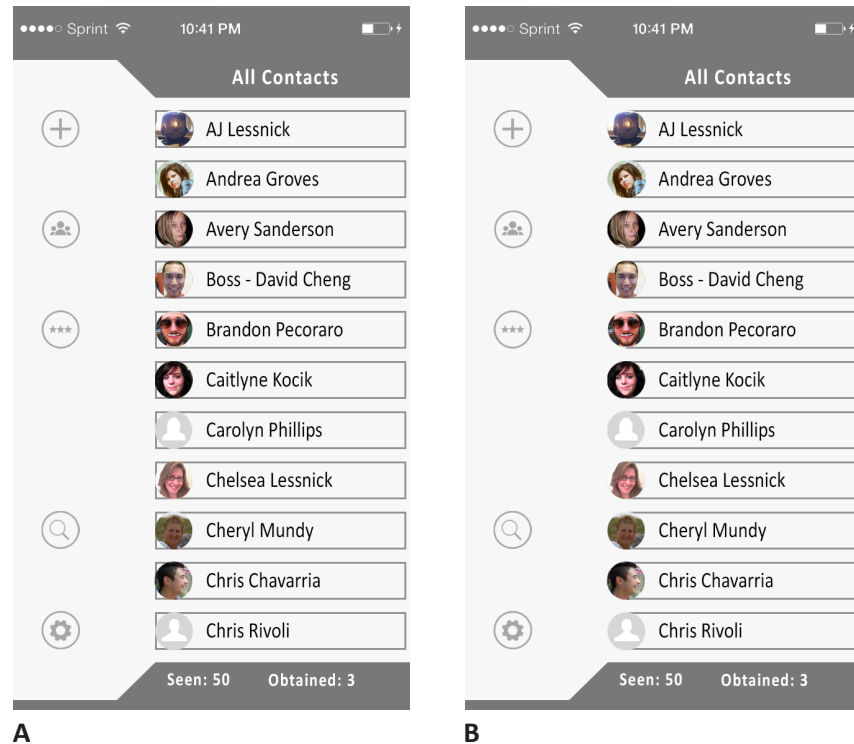 Sprint 10:41 PM
All Contacts
AJ Lessnick
Andrea Groves
Avery Sanderson
Boss - David Cheng
Brandon Pecoraro
Caitlyne Kocik
Carolyn Phillips
Chelsea Lessnick
Cheryl Mundy
Chris Chavarria
Chris Rivoli
Seen: 50 Obtained: 3
A
Sprint 10:41 PM
All Contacts
AJ Lessnick
Andrea Groves
Avery Sanderson
Boss - David Cheng
Brandon Pecoraro
Caitlyne Kocik
Carolyn Phillips
Chelsea Lessnick
Cheryl Mundy
Chris Chavarria
Chris Rivoli
Seen: 50 Obtained: 3
B